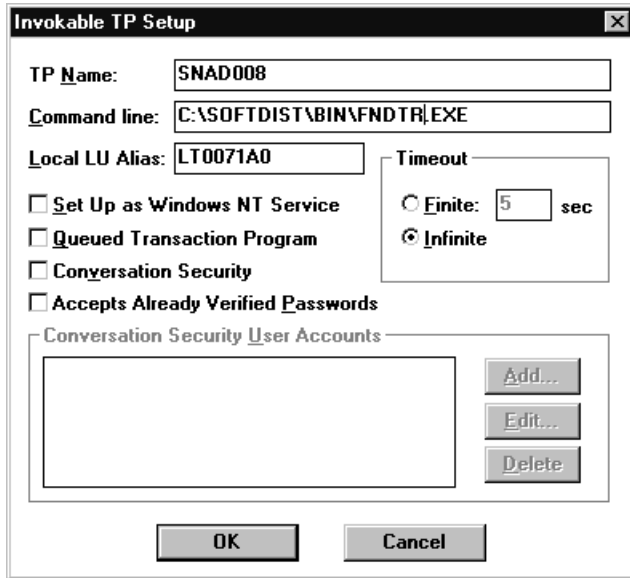 Invokable TP Setup
TP Name: SNAD008
Command line: C:\SOFTDIST\BIN\FNDTR.EXE
Local LU Alias: LT0071A0
Timeout
Set Up as Windows NT Service
Finite: 5 sec
Queued Transaction Program
Infinite
Conversation Security
Accepts Already Verified Passwords
Conversation Security User Accounts
Add...
Edit...
Delete
OK Cancel